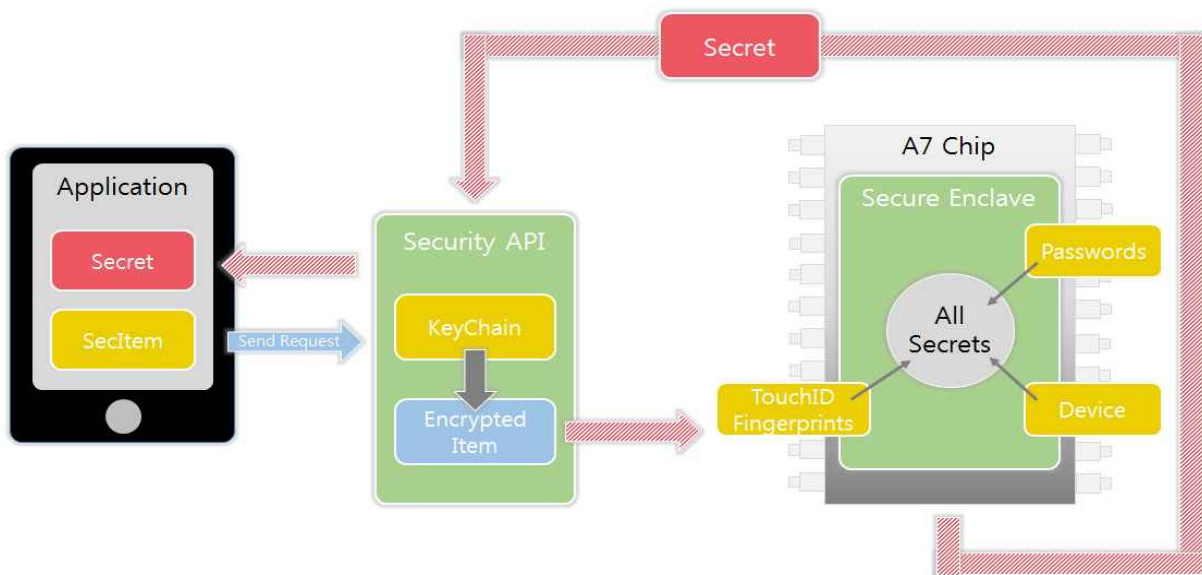 Secret
Application
Secret
SecItem
Send Request
Security API
KeyChain
Encrypted
Item
A7 Chip
Secure Enclave
Passwords
All
Secrets
TouchID
Fingerprints
Device